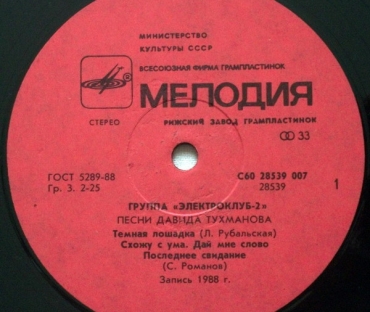 МИНИСТЕРСТВО
КУЛЬТУРЫ СССР
ВСЕСОЮЗНАЯ ФИРМА ГРАМПЛАСТИНОК
МЕЛОДИЯ
СТЕРЕО
РИЖСКИЙ ЗАВОД ГРАМПЛАСТИНОК
33
ГОСТ 5289-88
Гр. 3. 2-25
С60 28539 007
28539
1
ГРУППА «ЭЛЕКТРОКЛУБ-2»
ПЕСНИ ДАВИДА ТУХМАНОВА
Темная лошадка (Л. Рубальская)
Схожу с ума. Дай мне слово
Последнее свидание
(С. Романов)
Запись 1988 г.